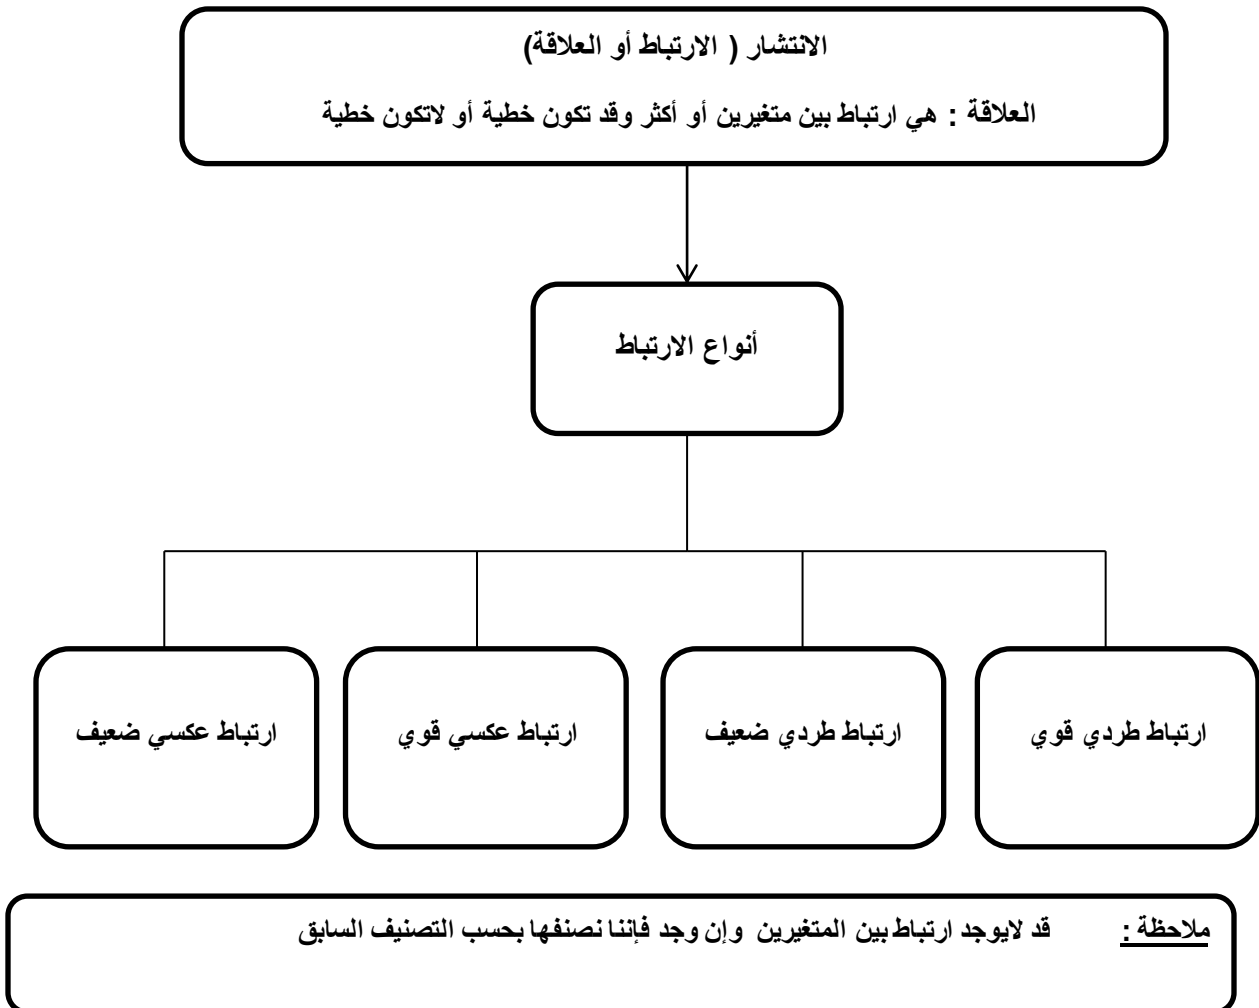 الانتشار ( الارتباط أو العلاقة)
العلاقة : هي ارتباط بين متغيرين أو أكثر وقد تكون خطية أو لاتكون خطية
أنواع الارتباط
ارتباط طردي قوي
ارتباط طردي ضعيف
ارتباط عكسي قوي
ارتباط عكسي ضعيف
ملاحظة : قد لايوجد ارتباط بين المتغيرين وإن وجد فإننا نصنفها بحسب التصنيف السابق